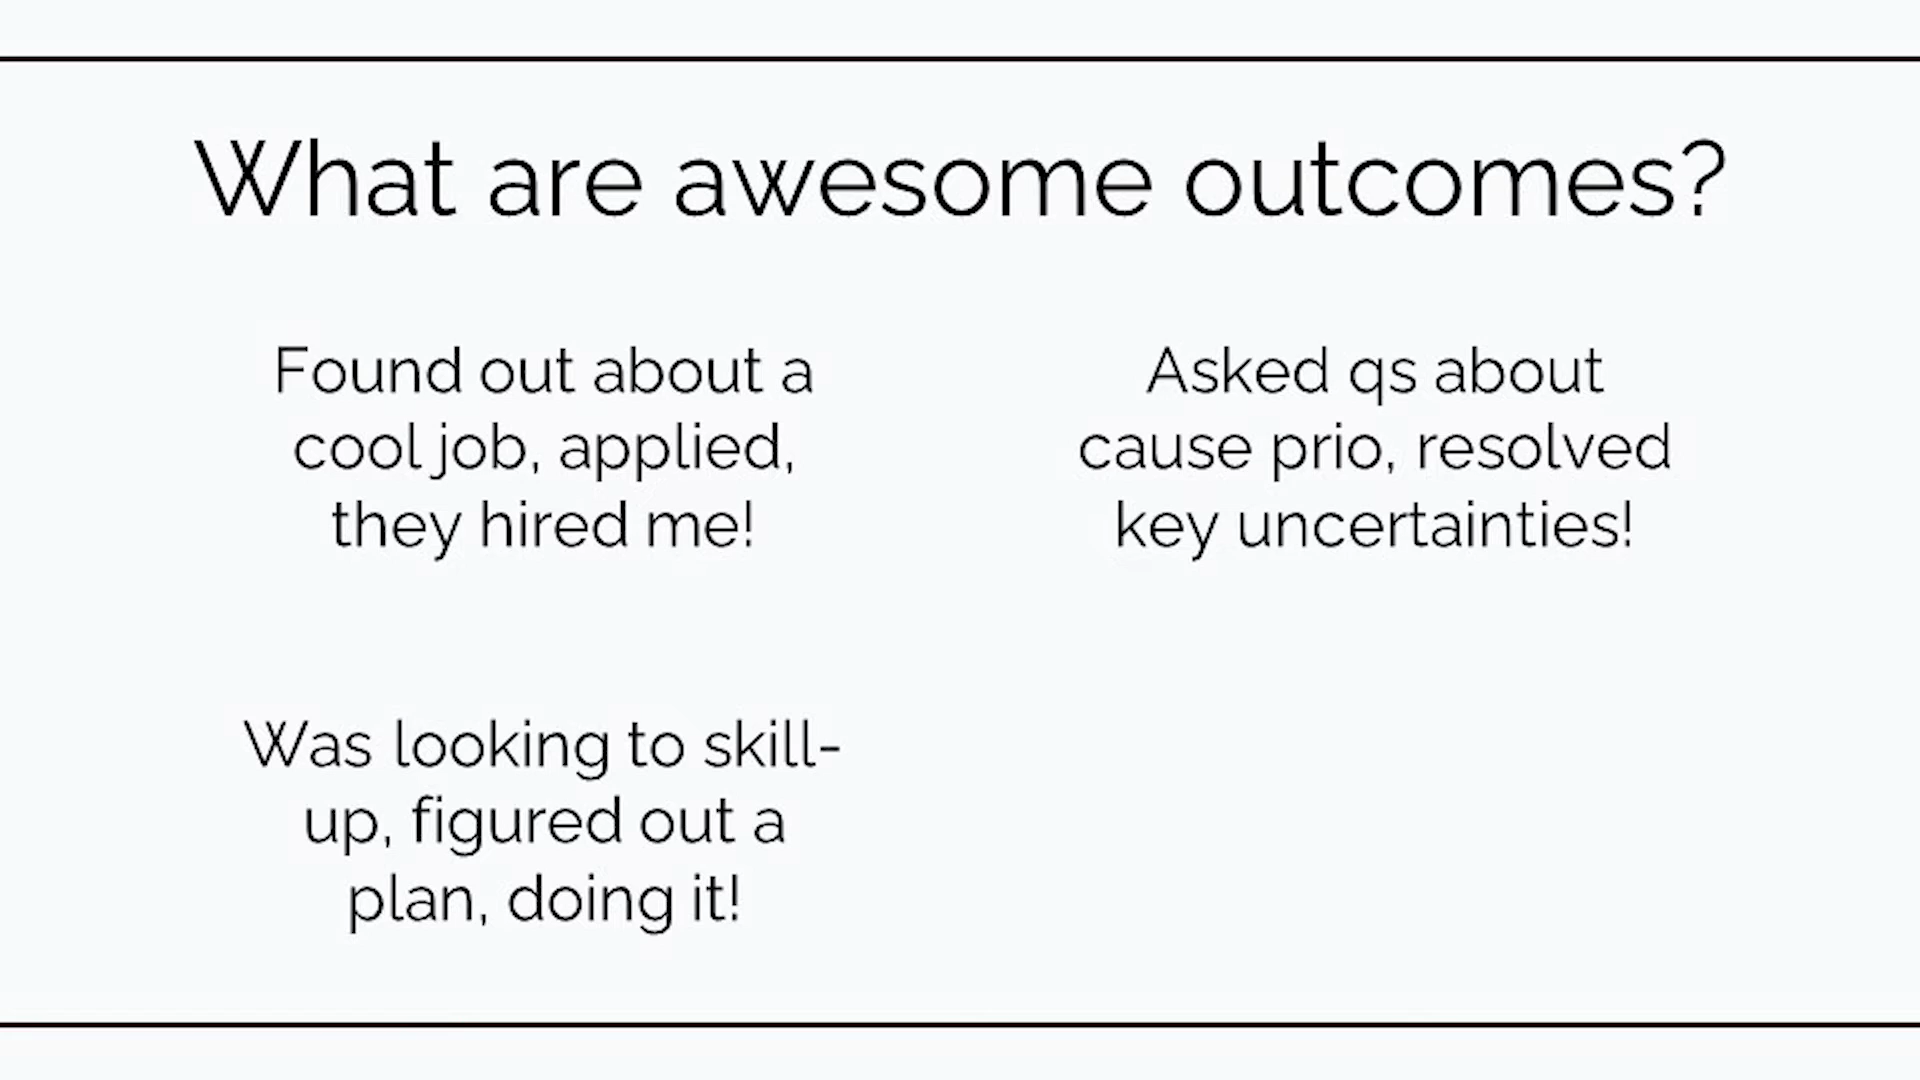 What are awesome outcomes?
Found out about a
cool job, applied,
they hired me!
Asked qs about
cause prio, resolved
key uncertainties!
Was looking to skill-
up, figured out a
plan, doing it!